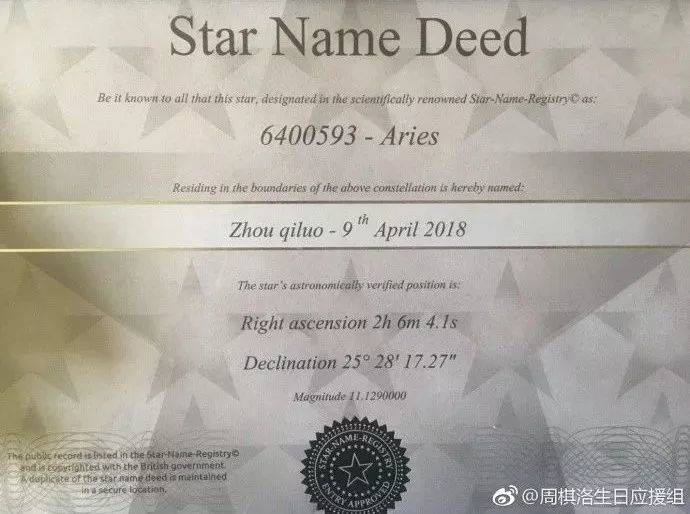 Star Name Deed
Be it known to all that this star, designated in the scientifically renowned Star-Name-Registry© as:
6400593 - Aries
Residing in the boundaries of the above constellation is hereby named:
Zhou qiluo - 9th April 2018
The star's astronomically verified position is:
Right ascension 2h 6m 4.1s
Declination 25° 28' 17.27"
Magnitude 11.1290000
The public record is listed in the Star-Name-Registry©
and is copyrighted with the British government.
A duplicate of the star name deed is maintained
in a secure location.
STAR-NAME-REGISTRY
ENTRY APPROVED
@周棋洛生日应援组